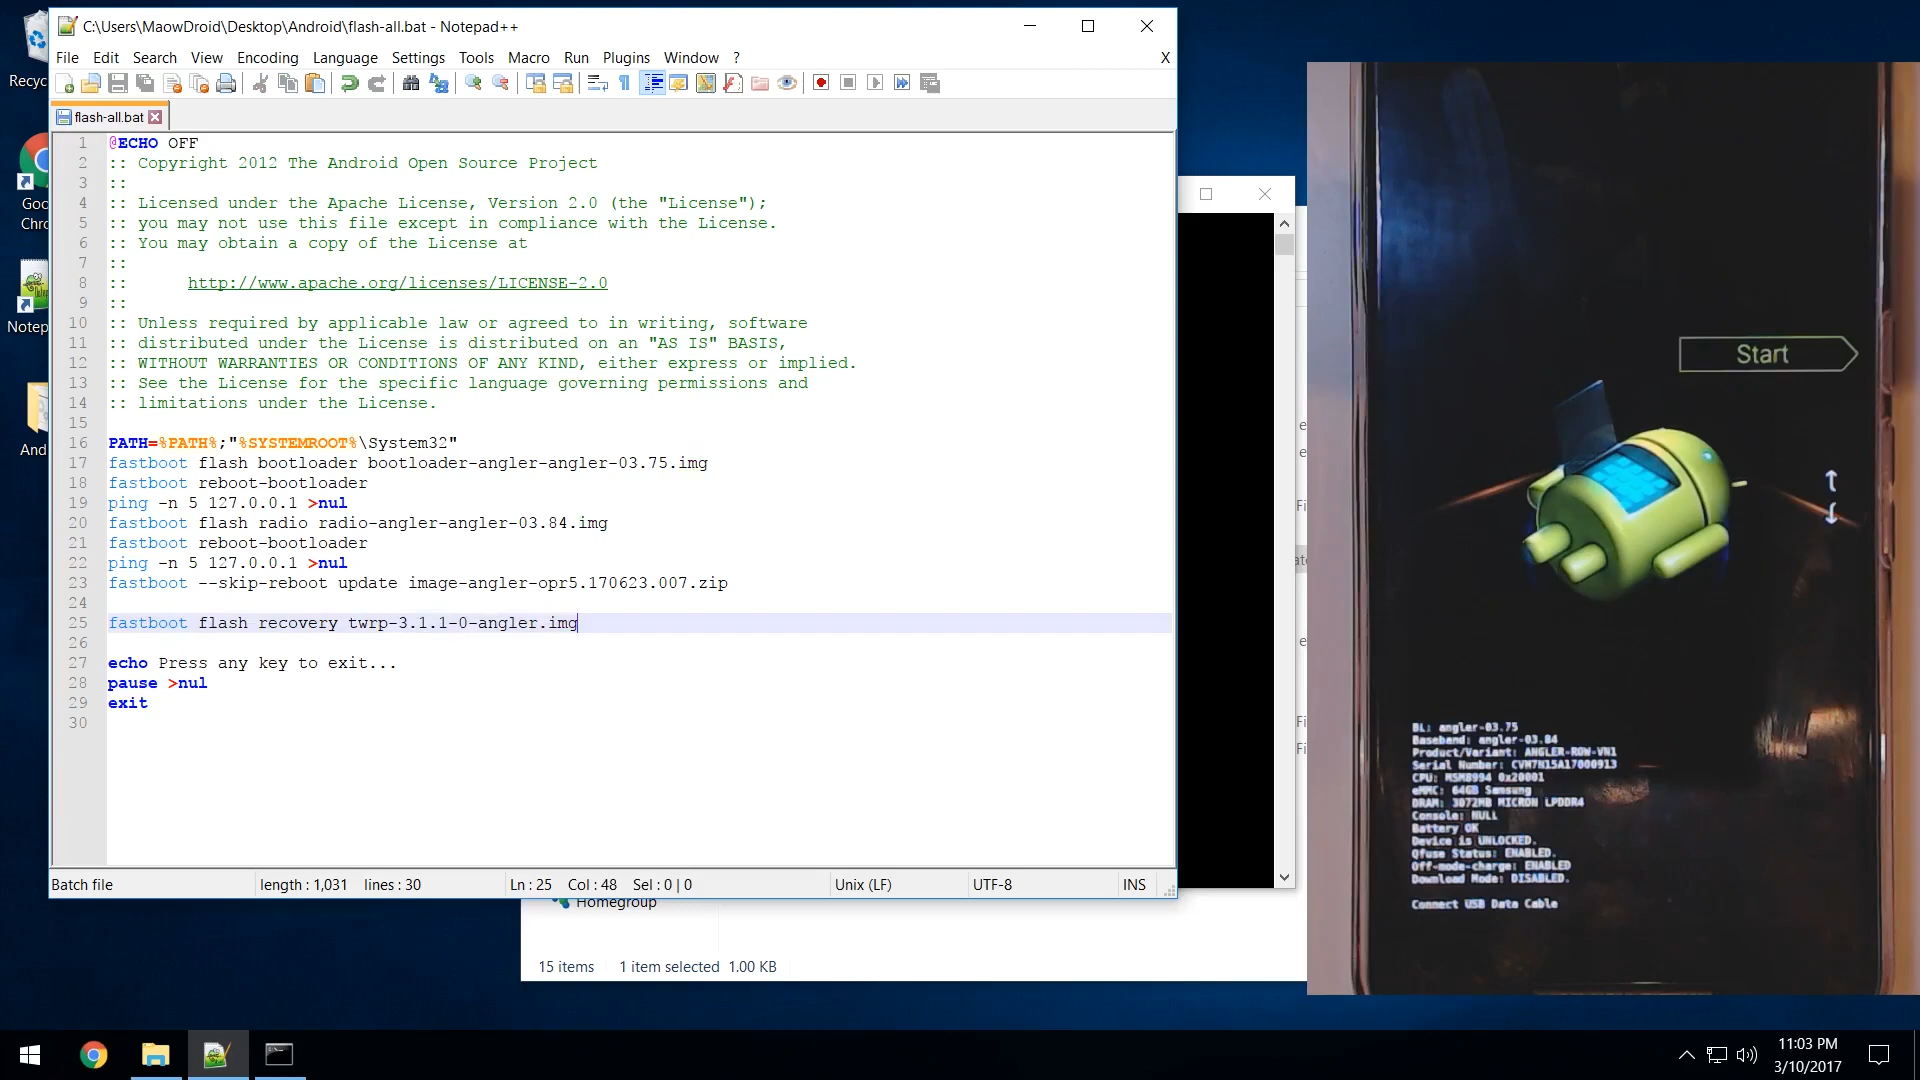 C:\Users\MaowDroid\Desktop\Android\flash-all.bat - Notepad++
File Edit Search View Encoding Language Settings Tools Macro Run Plugins Window ? X
flash-all.bat
1 @ECHO OFF
2 :: Copyright 2012 The Android Open Source Project
3 ::
4 :: Licensed under the Apache License, Version 2.0 (the "License");
5 :: you may not use this file except in compliance with the License.
6 :: You may obtain a copy of the License at
7 ::
8 :: http://www.apache.org/licenses/LICENSE-2.0
9 ::
10 :: Unless required by applicable law or agreed to in writing, software
11 :: distributed under the License is distributed on an "AS IS" BASIS,
12 :: WITHOUT WARRANTIES OR CONDITIONS OF ANY KIND, either express or implied.
13 :: See the License for the specific language governing permissions and
14 :: limitations under the License.
15
16 PATH=%PATH%;"%SYSTEMROOT%\System32"
17 fastboot flash bootloader bootloader-angler-angler-03.75.img
18 fastboot reboot-bootloader
19 ping -n 5 127.0.0.1 >nul
20 fastboot flash radio radio-angler-angler-03.84.img
21 fastboot reboot-bootloader
22 ping -n 5 127.0.0.1 >nul
23 fastboot --skip-reboot update image-angler-opr5.170623.007.zip
24
25 fastboot flash recovery twrp-3.1.1-0-angler.img
26
27 echo Press any key to exit...
28 pause >nul
29 exit
30
Batch file length : 1,031 lines : 30 Ln : 25 Col : 48 Sel : 0 | 0 Unix (LF) UTF-8 INS
Homegroup
15 items 1 item selected 1.00 KB
Recyc
Goo
Chro
Notep
And
Start
BL: angler-03.75
Baseband: angler-03.84
Product/Variant: ANGLER-ROW-VN1
Serial Number: CVH7N15A17000913
CPU: MSM8994 0x20001
eMMC: 64GB Samsung
DRAM: 3072MB MICRON LPDDR4
Console: NULL
Battery OK
Device is UNLOCKED.
Qfuse Status: ENABLED.
Off-mode-charge: ENABLED
Download Mode: DISABLED.
Connect USB Data Cable
11:03 PM
3/10/2017